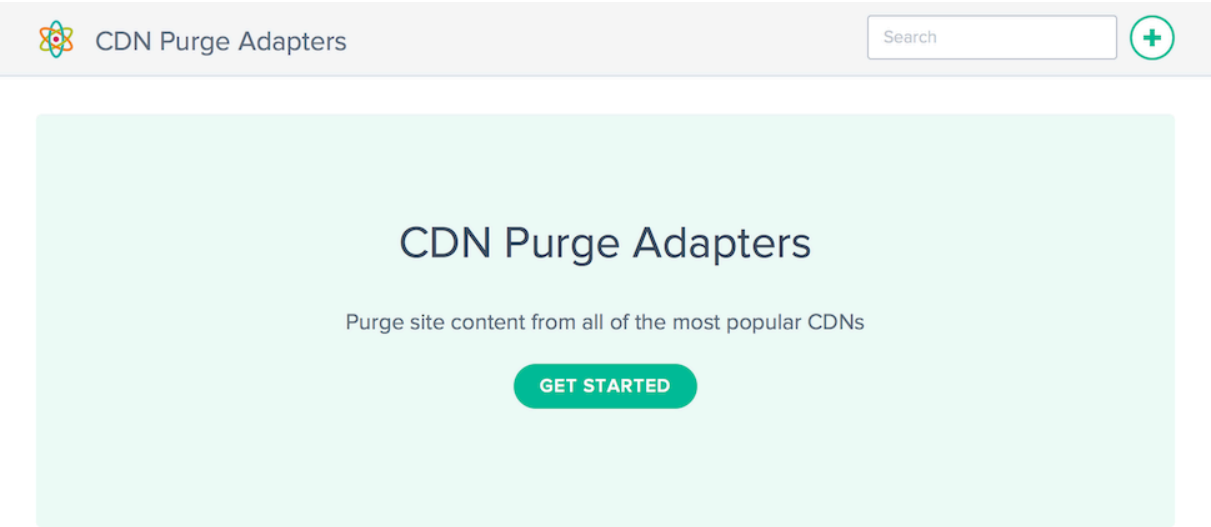 CDN Purge Adapters
Search
CDN Purge Adapters
Purge site content from all of the most popular CDNs
GET STARTED